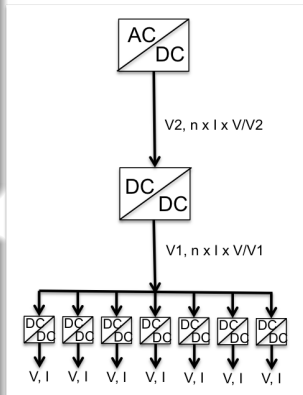 AC
DC
V2, n x I x V/V2
DC
DC
V1, n x I x V/V1
DC DC DC DC DC DC DC
DC DC DC DC DC DC DC
V, I V, I V, I V, I V, I V, I V, I